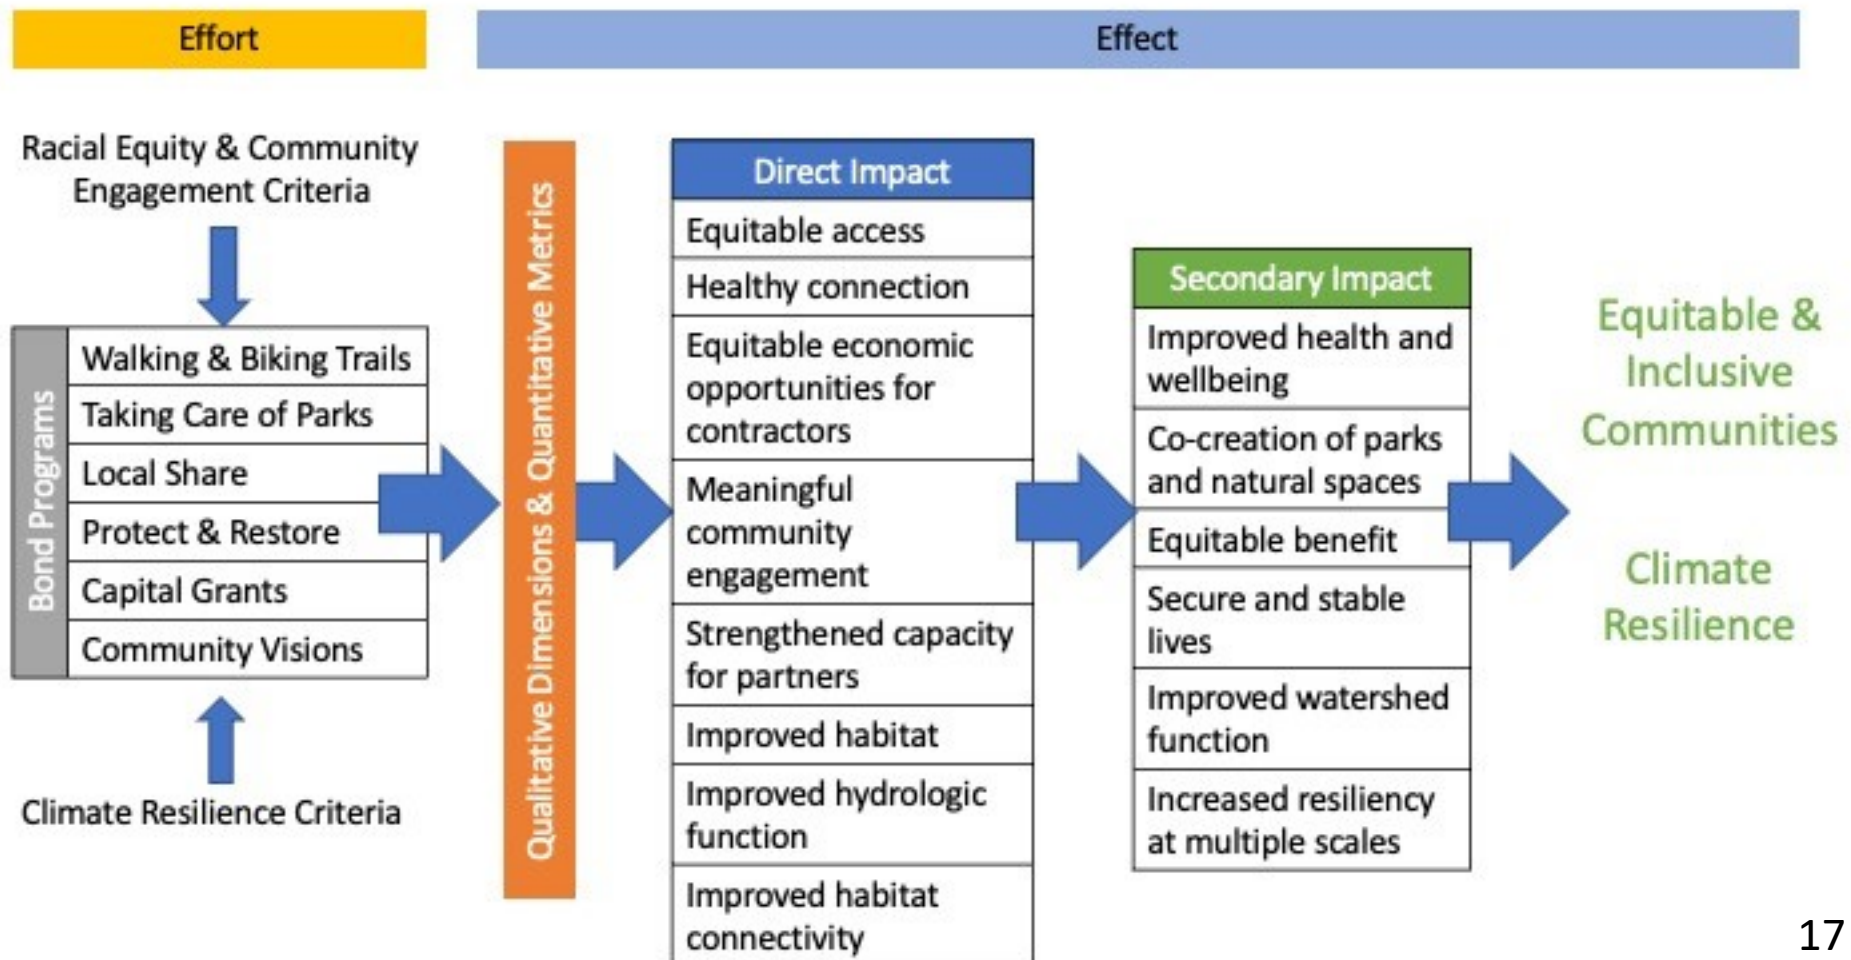 Effort
Effect
Racial Equity & Community
Engagement Criteria
Bond Programs
Walking & Biking Trails
Taking Care of Parks
Local Share
Protect & Restore
Capital Grants
Community Visions
Climate Resilience Criteria
Qualitative Dimensions & Quantitative Metrics
Direct Impact
Equitable access
Healthy connection
Equitable economic
opportunities for
contractors
Meaningful
community
engagement
Strengthened capacity
for partners
Improved habitat
Improved hydrologic
function
Improved habitat
connectivity
Secondary Impact
Improved health and
wellbeing
Co-creation of parks
and natural spaces
Equitable benefit
Secure and stable
lives
Improved watershed
function
Increased resiliency
at multiple scales
Equitable &
Inclusive
Communities
Climate
Resilience
17